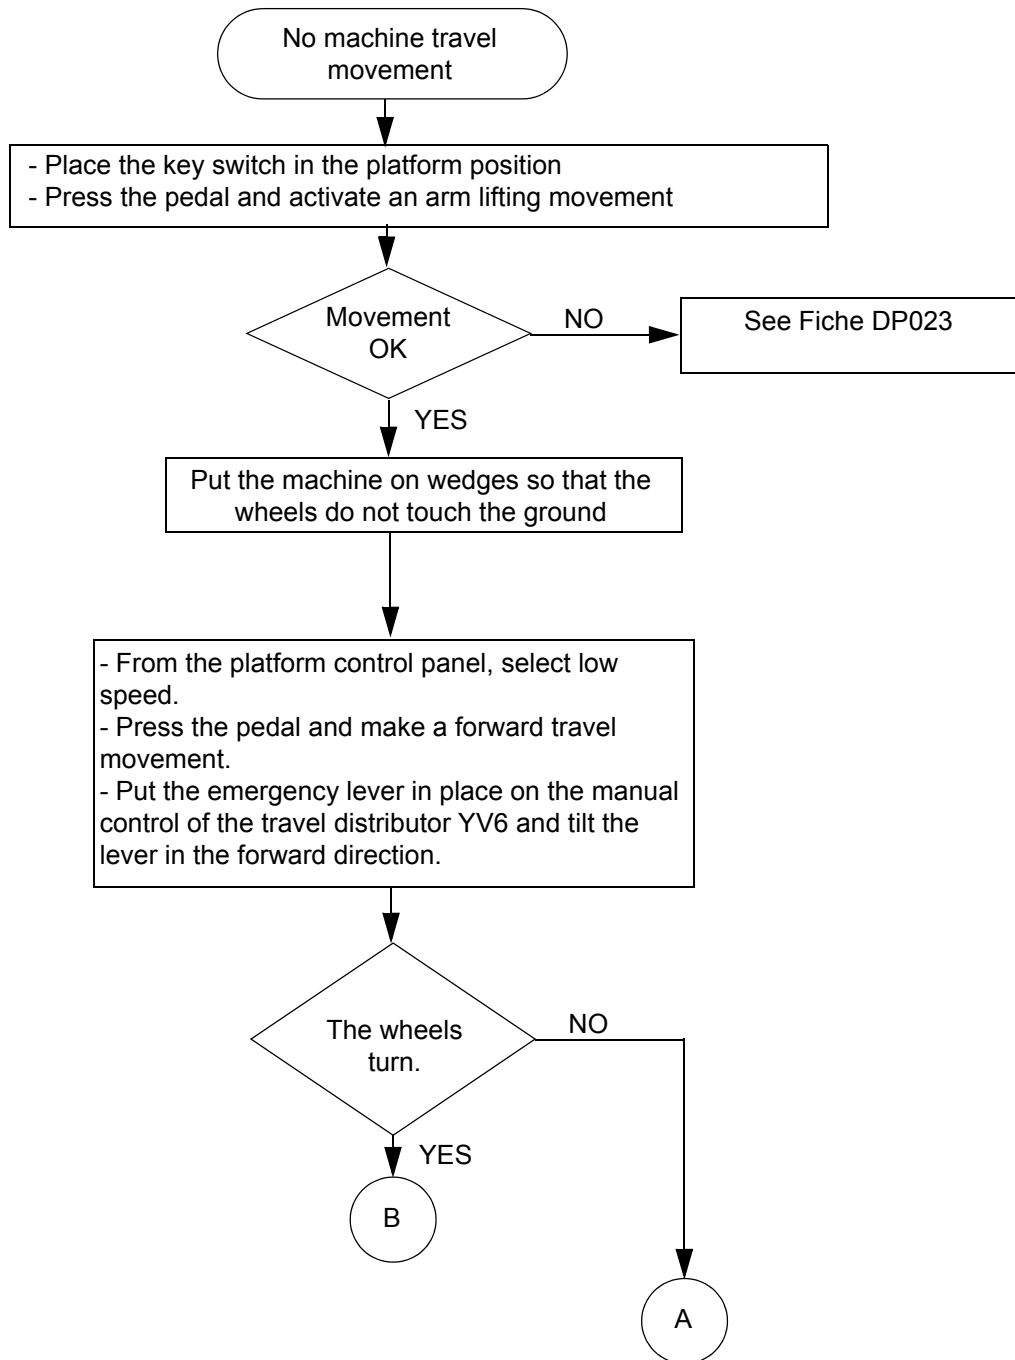 No machine travel
movement
- Place the key switch in the platform position
- Press the pedal and activate an arm lifting movement
Movement
OK
NO
See Fiche DP023
YES
Put the machine on wedges so that the
wheels do not touch the ground
- From the platform control panel, select low
speed.
- Press the pedal and make a forward travel
movement.
- Put the emergency lever in place on the manual
control of the travel distributor YV6 and tilt the
lever in the forward direction.
The wheels
turn.
NO
YES
B
A